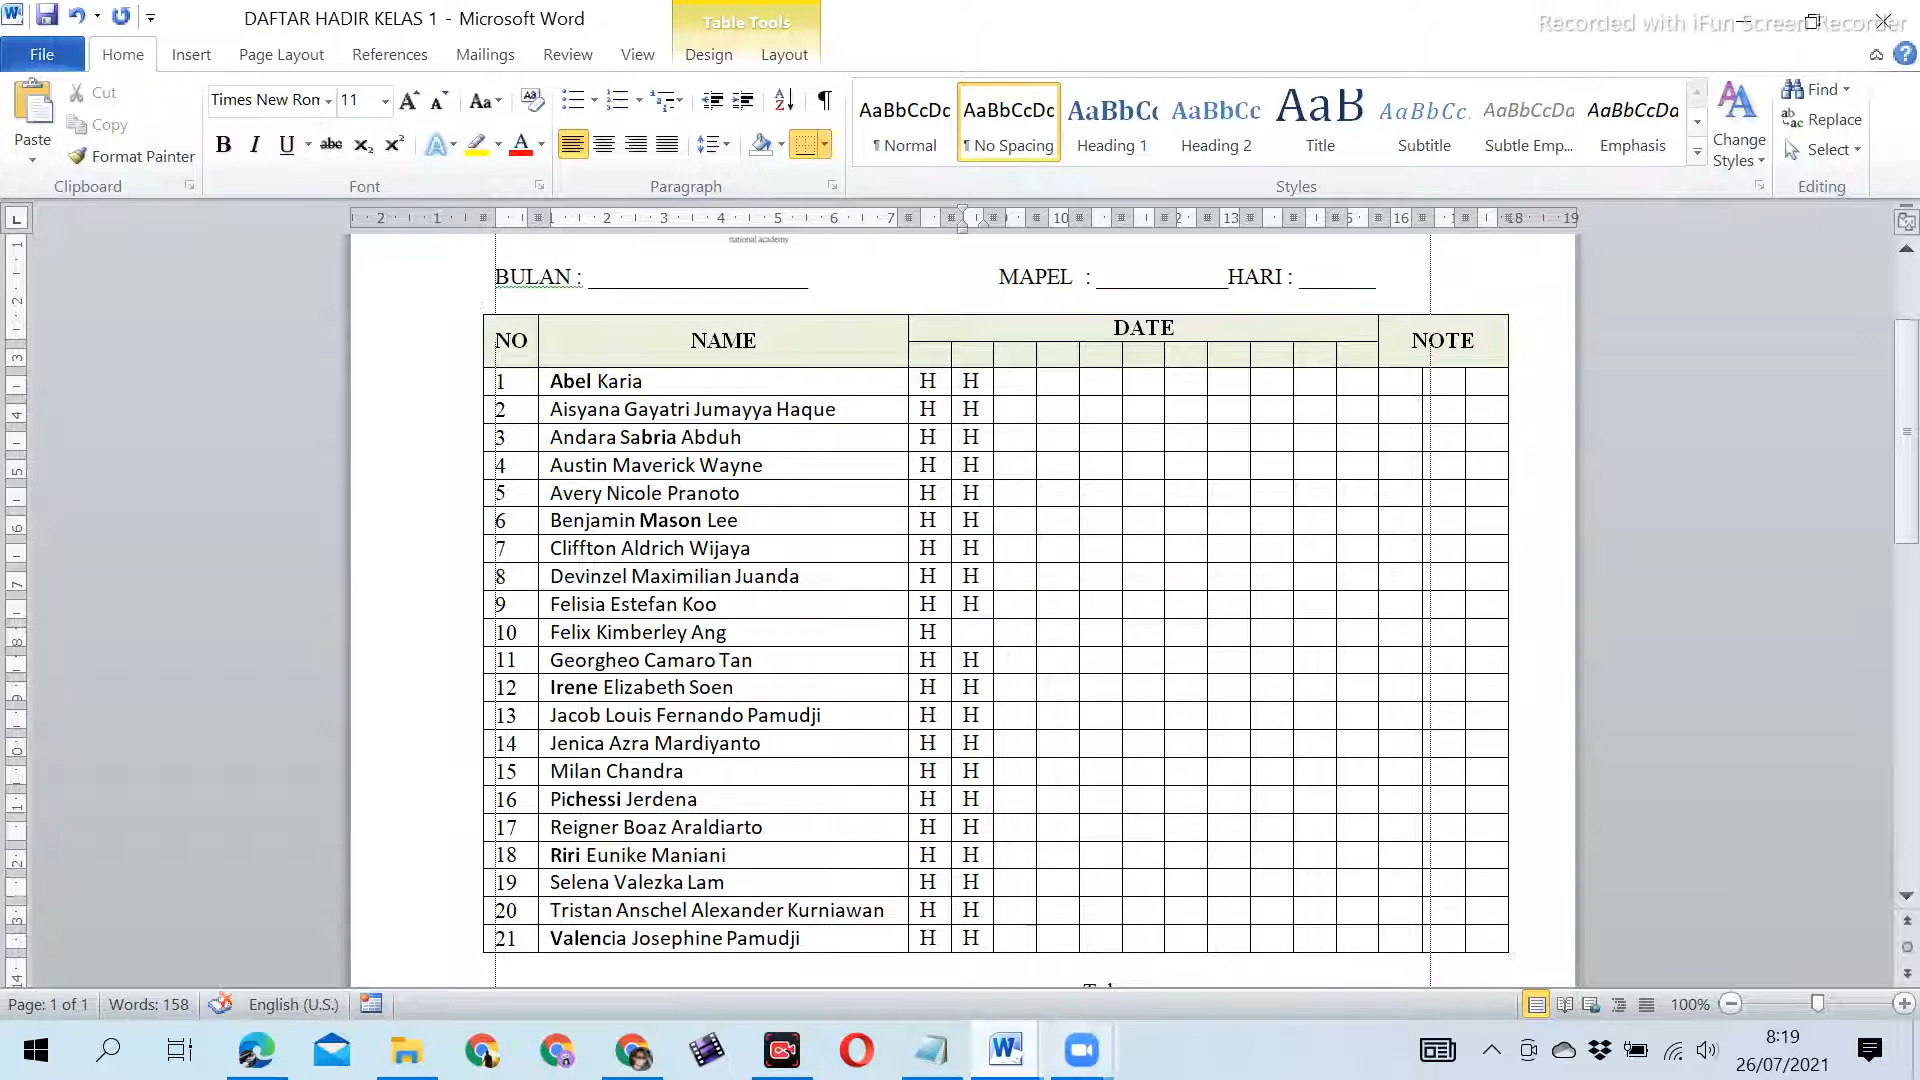 DAFTAR HADIR KELAS 1 - Microsoft Word
Table Tools
Recorded with iFun Screen Recorder
File Home Insert Page Layout References Mailings Review View Design Layout
Paste
Cut
Copy
Format Painter
Clipboard
Times New Ron 11
Font
Paragraph
AaBbCcDc AaBbCcDc AaBbC AaBbCc AaB AaBbCc. AaBbCcDa AaBbCcDa
¶ Normal ¶ No Spacing Heading 1 Heading 2 Title Subtitle Subtle Emp... Emphasis
Styles
Change Styles
Find
Replace
Select
Editing
national academy
BULAN : ____________________ MAPEL : ____________HARI : _______
NO NAME DATE NOTE
1 Abel Karia H H
2 Aisyana Gayatri Jumayya Haque H H
3 Andara Sabria Abduh H H
4 Austin Maverick Wayne H H
5 Avery Nicole Pranoto H H
6 Benjamin Mason Lee H H
7 Cliffton Aldrich Wijaya H H
8 Devinzel Maximilian Juanda H H
9 Felisia Estefan Koo H H
10 Felix Kimberley Ang H
11 Georgheo Camaro Tan H H
12 Irene Elizabeth Soen H H
13 Jacob Louis Fernando Pamudji H H
14 Jenica Azra Mardiyanto H H
15 Milan Chandra H H
16 Pichessi Jerdena H H
17 Reigner Boaz Araldiarto H H
18 Riri Eunike Maniani H H
19 Selena Valezka Lam H H
20 Tristan Anschel Alexander Kurniawan H H
21 Valencia Josephine Pamudji H H
Page: 1 of 1 Words: 158 English (U.S.) 100%
8:19
26/07/2021